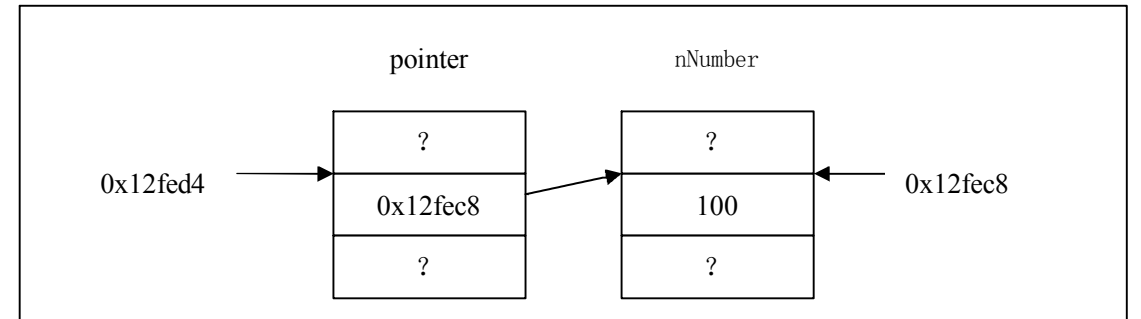 pointer nNumber
? ?
0x12fed4 0x12fec8
0x12fec8 100
? ?